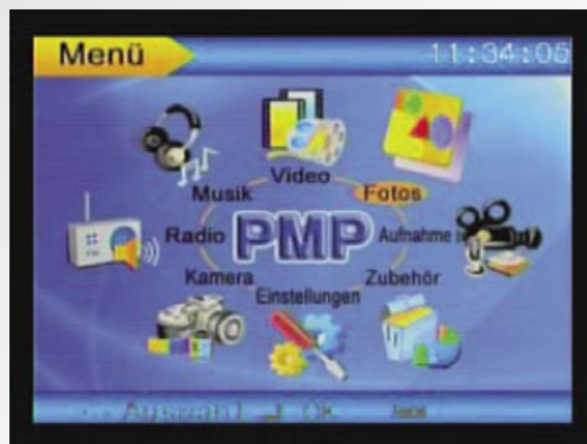 Menü 11:34:05
Video
Musik Fotos
Radio PMP Aufnahme
Kamera Zubehör
Einstellungen
Auswahl OK